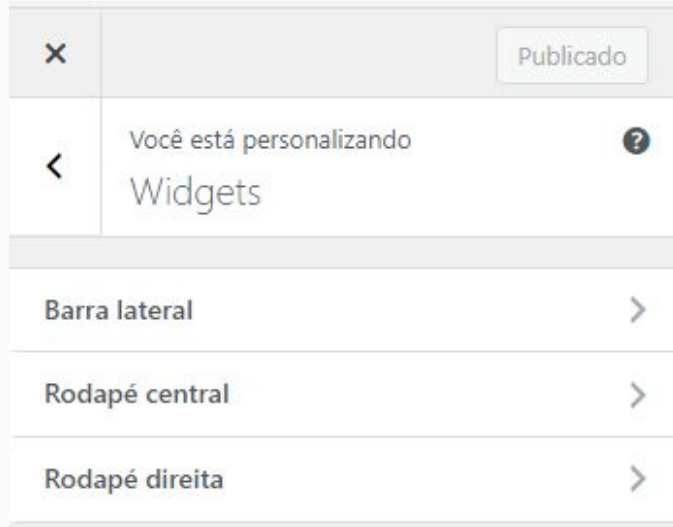 Publicado
Você está personalizando
Widgets
Barra lateral
Rodapé central
Rodapé direita